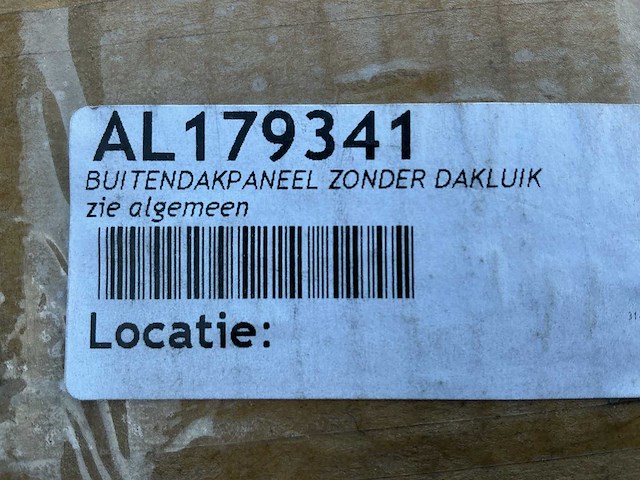 AL179341
BUITENDAKPANEEL ZONDER DAKLUIK
zie algemeen
Locatie: